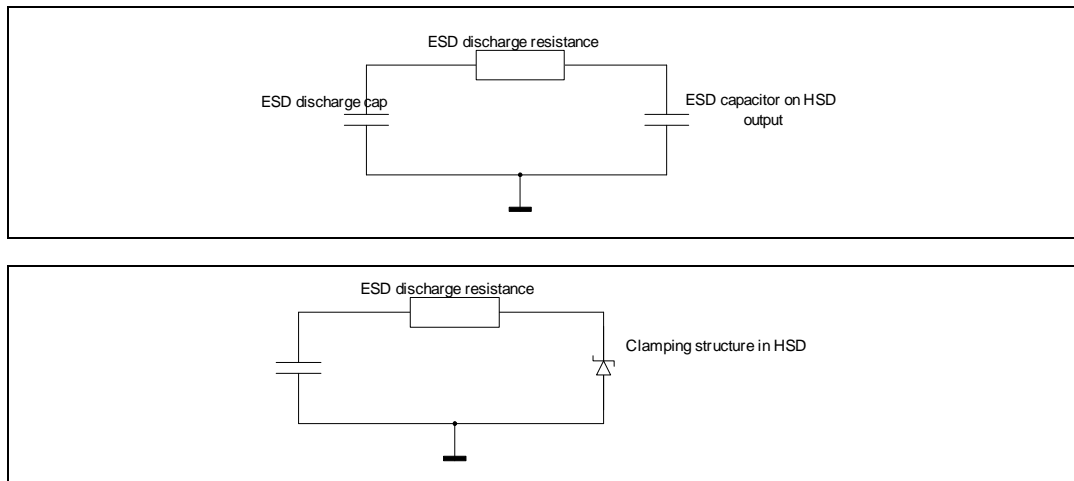 ESD discharge resistance
ESD discharge cap
ESD capacitor on HSD
output
ESD discharge resistance
Clamping structure in HSD